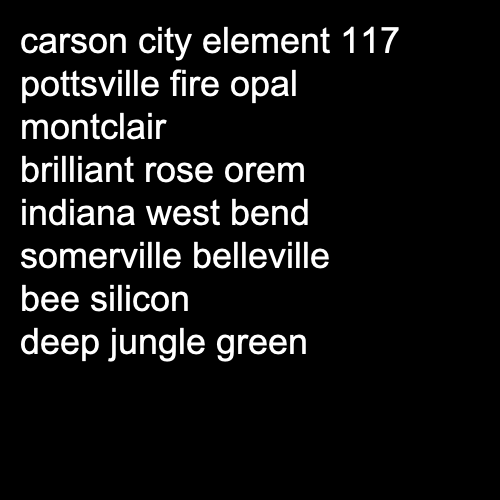 carson city element 117
pottsville fire opal
montclair
brilliant rose orem
indiana west bend
somerville belleville
bee silicon
deep jungle green